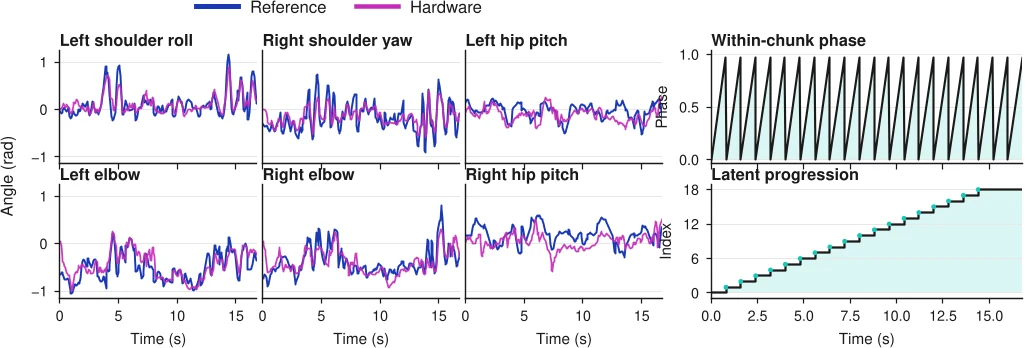 Reference Hardware
Left shoulder roll
Right shoulder yaw
Left hip pitch
Within-chunk phase
Angle (rad)
1
0
−1
Phase
1.0
0.5
0.0
Left elbow
Right elbow
Right hip pitch
Latent progression
1
0
−1
Index
18
12
6
0
0 5 10 15
0 5 10 15
0 5 10 15
0.0 2.5 5.0 7.5 10.0 12.5 15.0
Time (s)
Time (s)
Time (s)
Time (s)